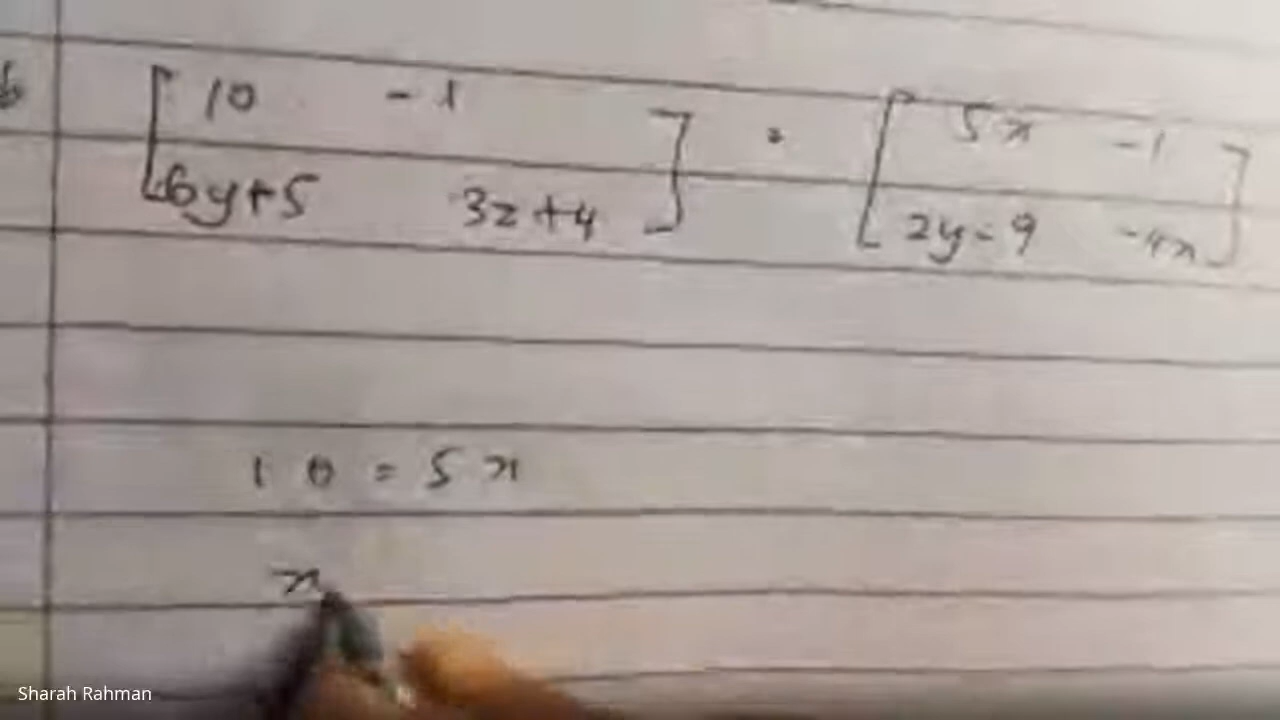 b [ 10 -1 ] = [ 5x -1 ]
[ 6y+5 3z+4 ] [ 2y-9 -4x ]
10 = 5x
x
Sharah Rahman